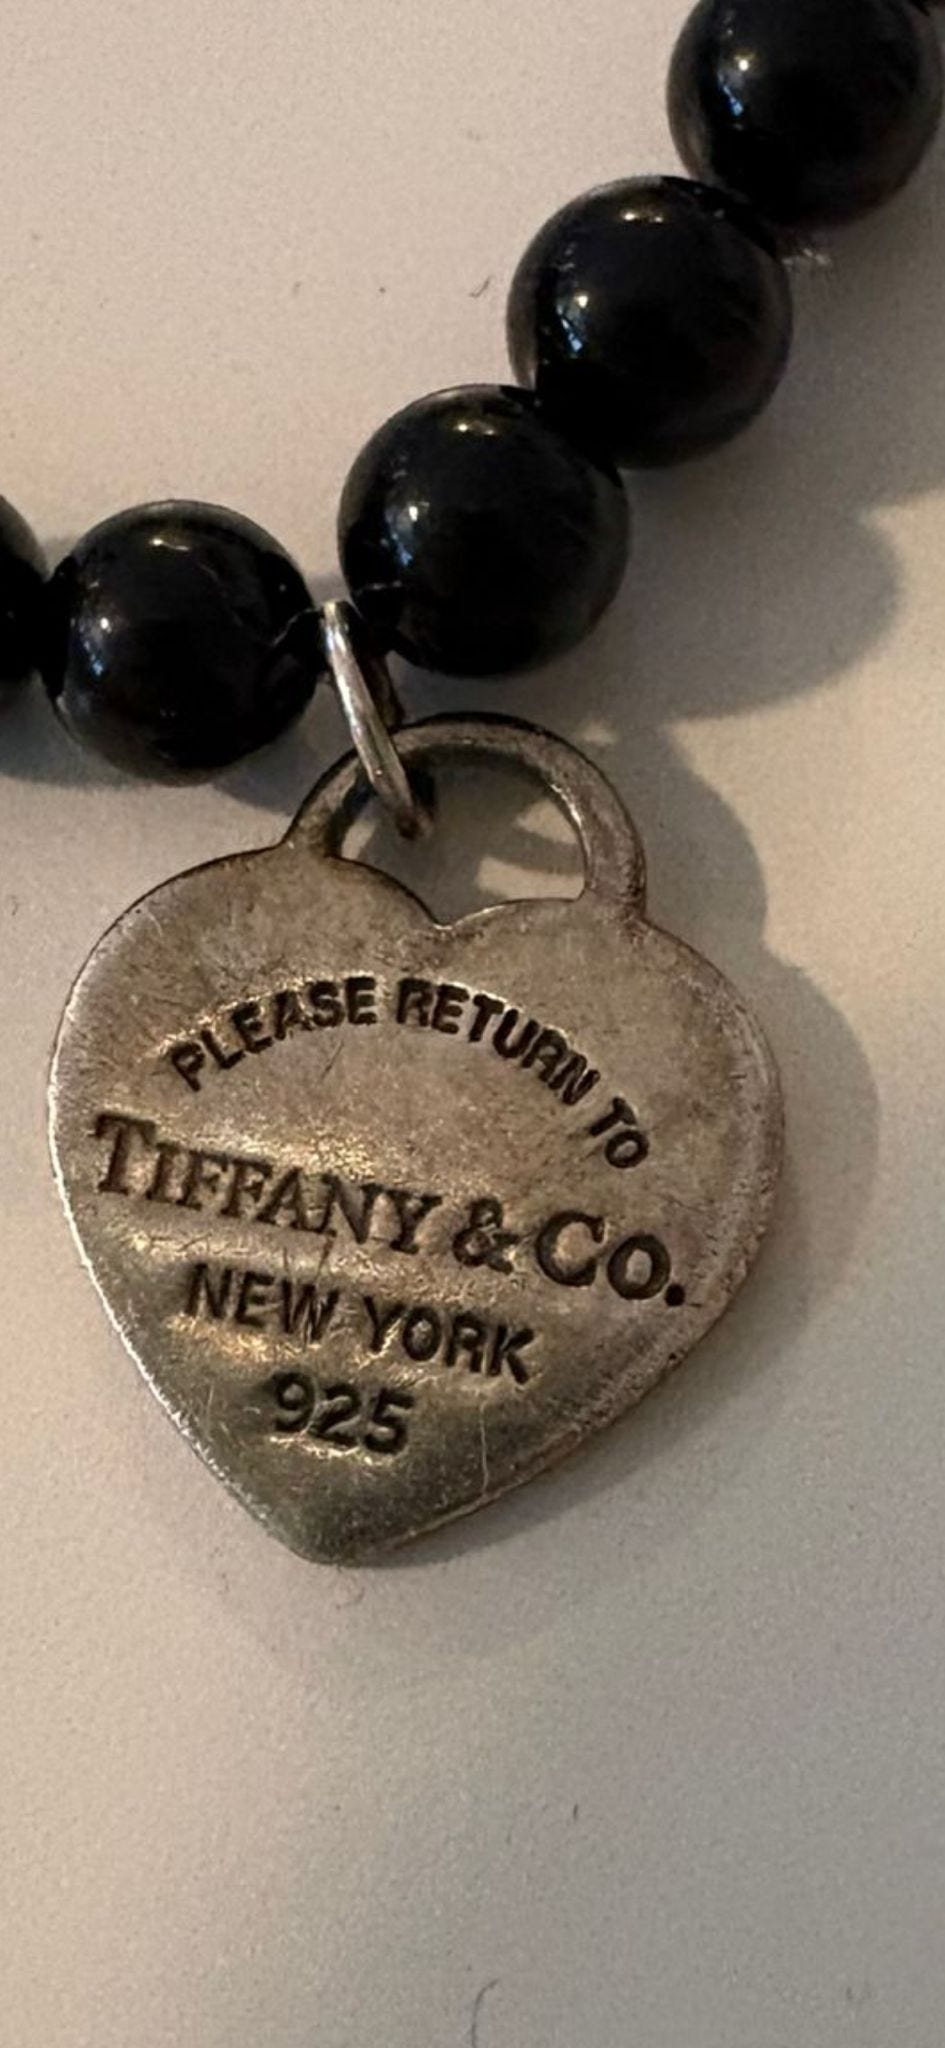 PLEASE RETURN TO
TIFFANY & CO.
NEW YORK
925